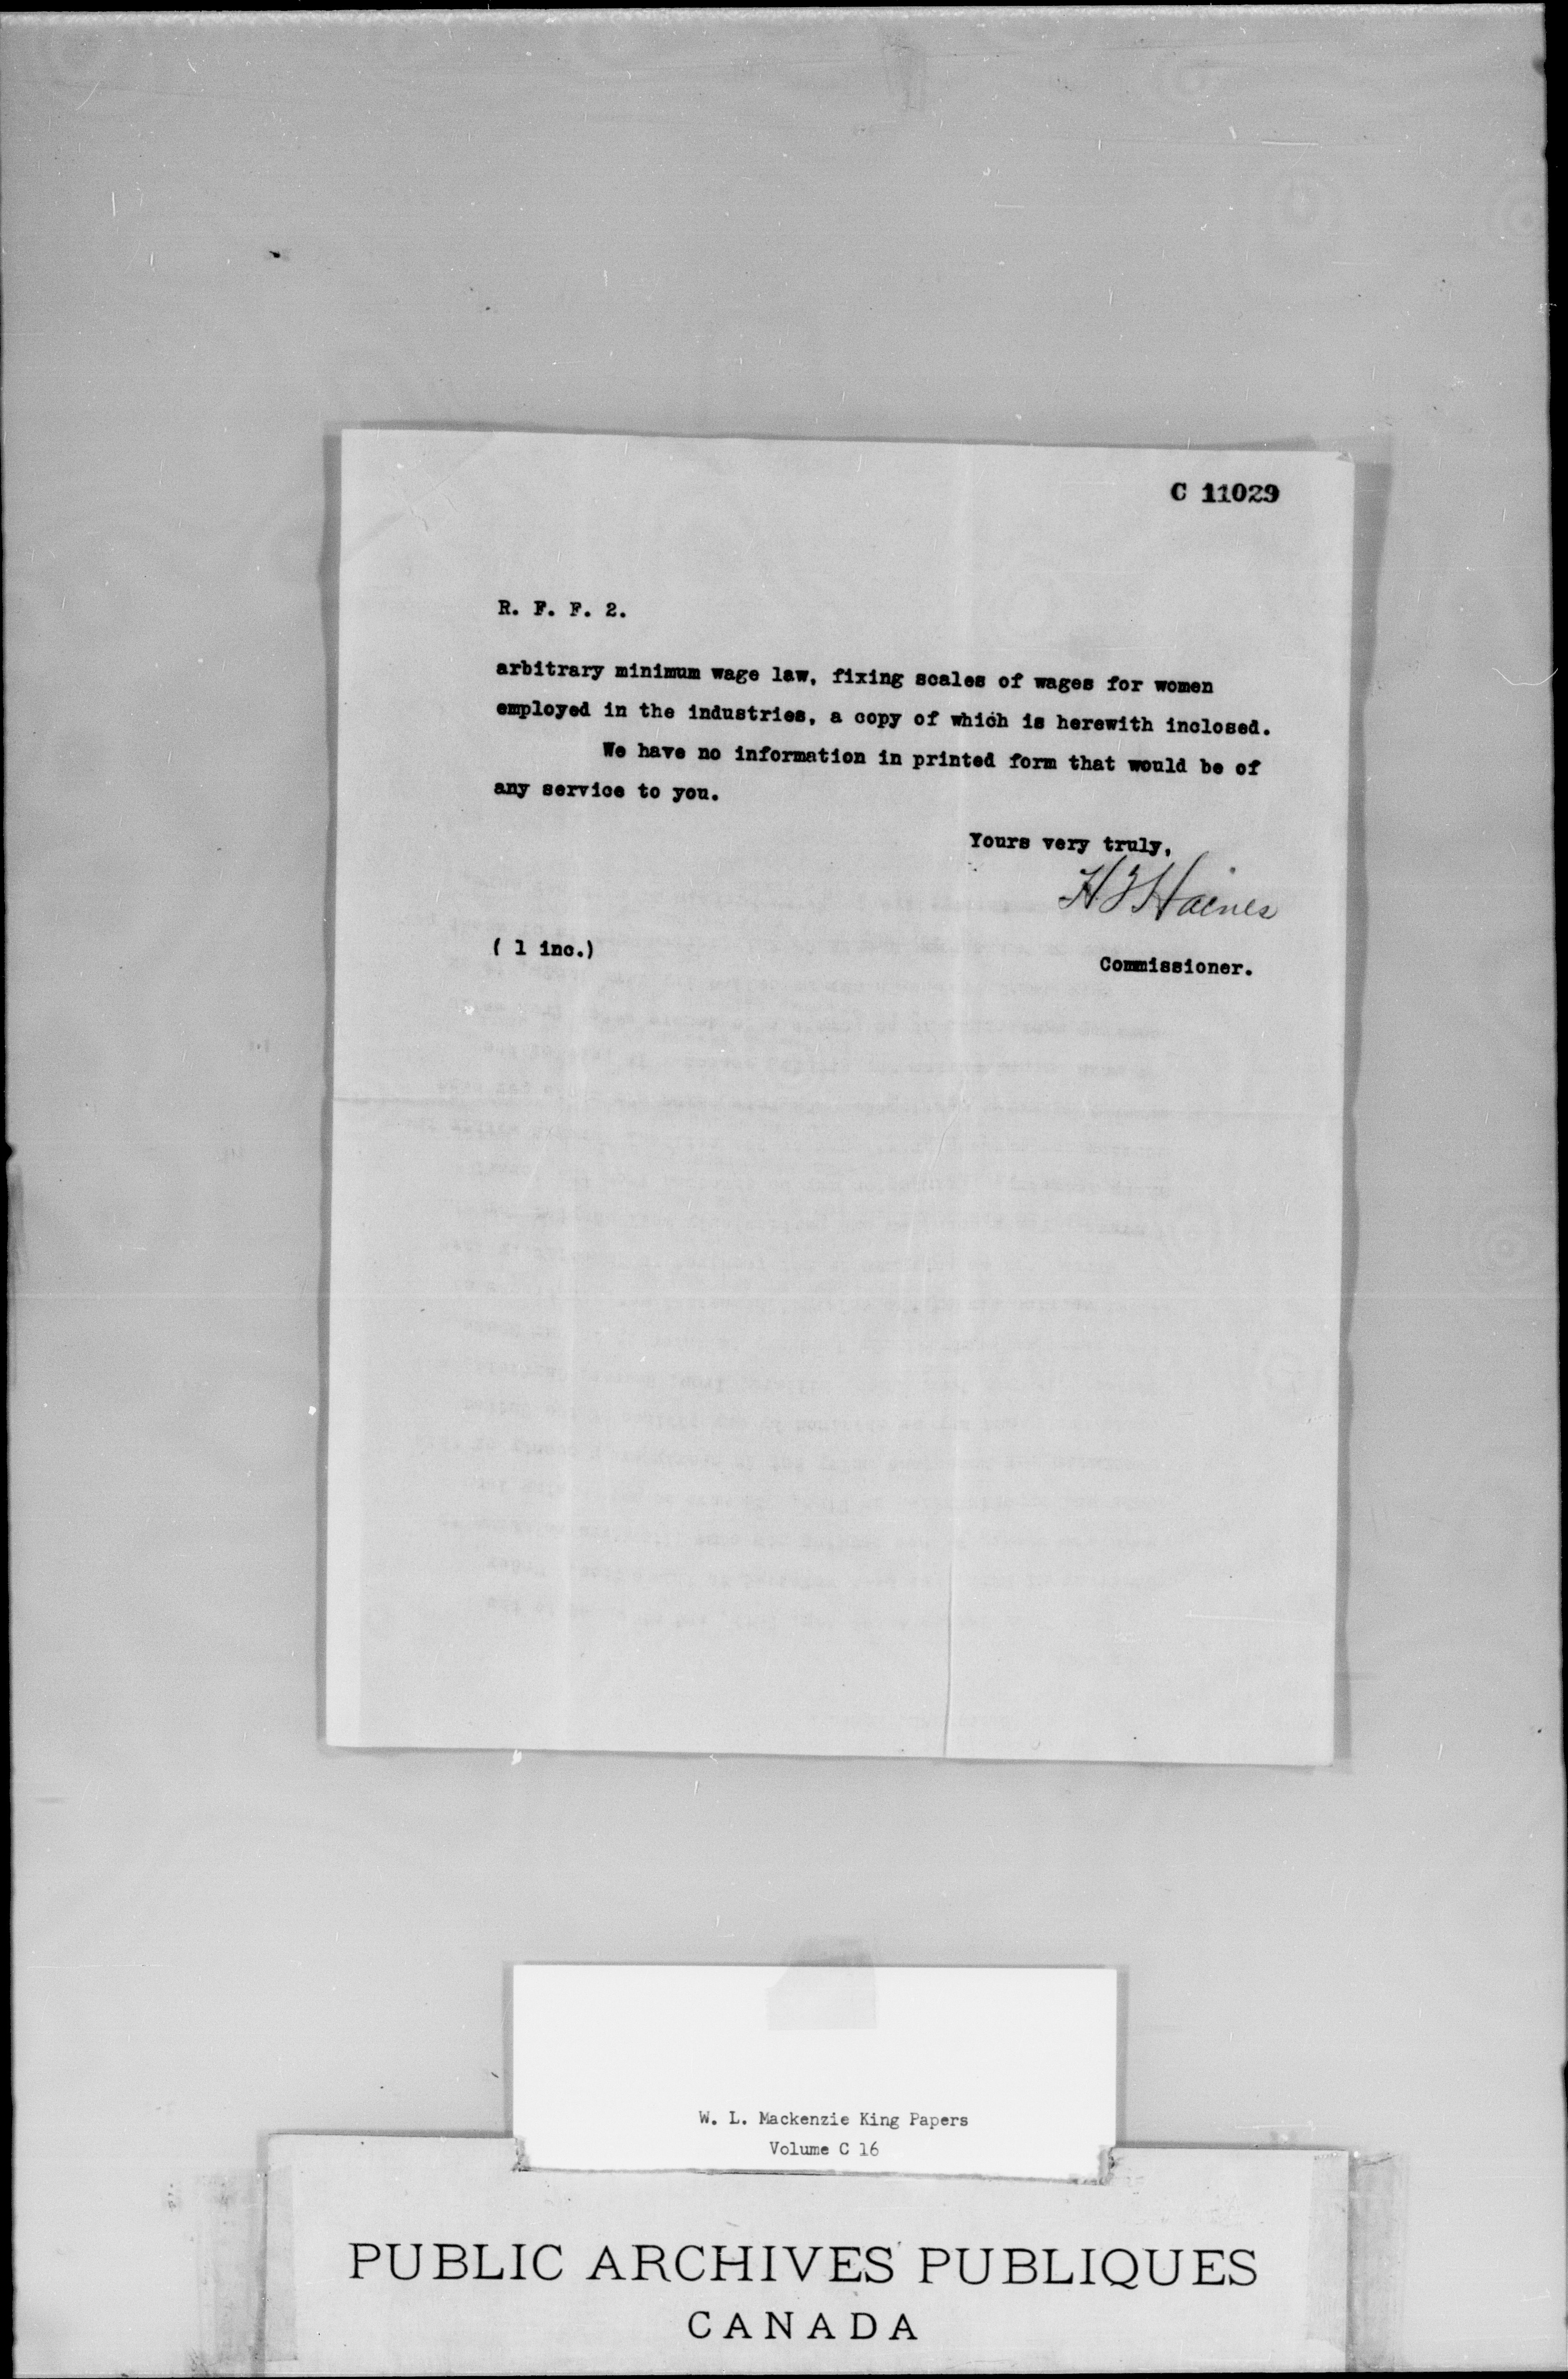 C 11029
R. F. F. 2.
arbitrary minimum wage law, fixing scales of wages for women
employed in the industries, a copy of which is herewith inclosed.
We have no information in printed form that would be of
any service to you.
Yours very truly,
H T Haines
( 1 inc.)
Commissioner.
W. L. Mackenzie King Papers
Volume C 16
PUBLIC ARCHIVES PUBLIQUES
CANADA